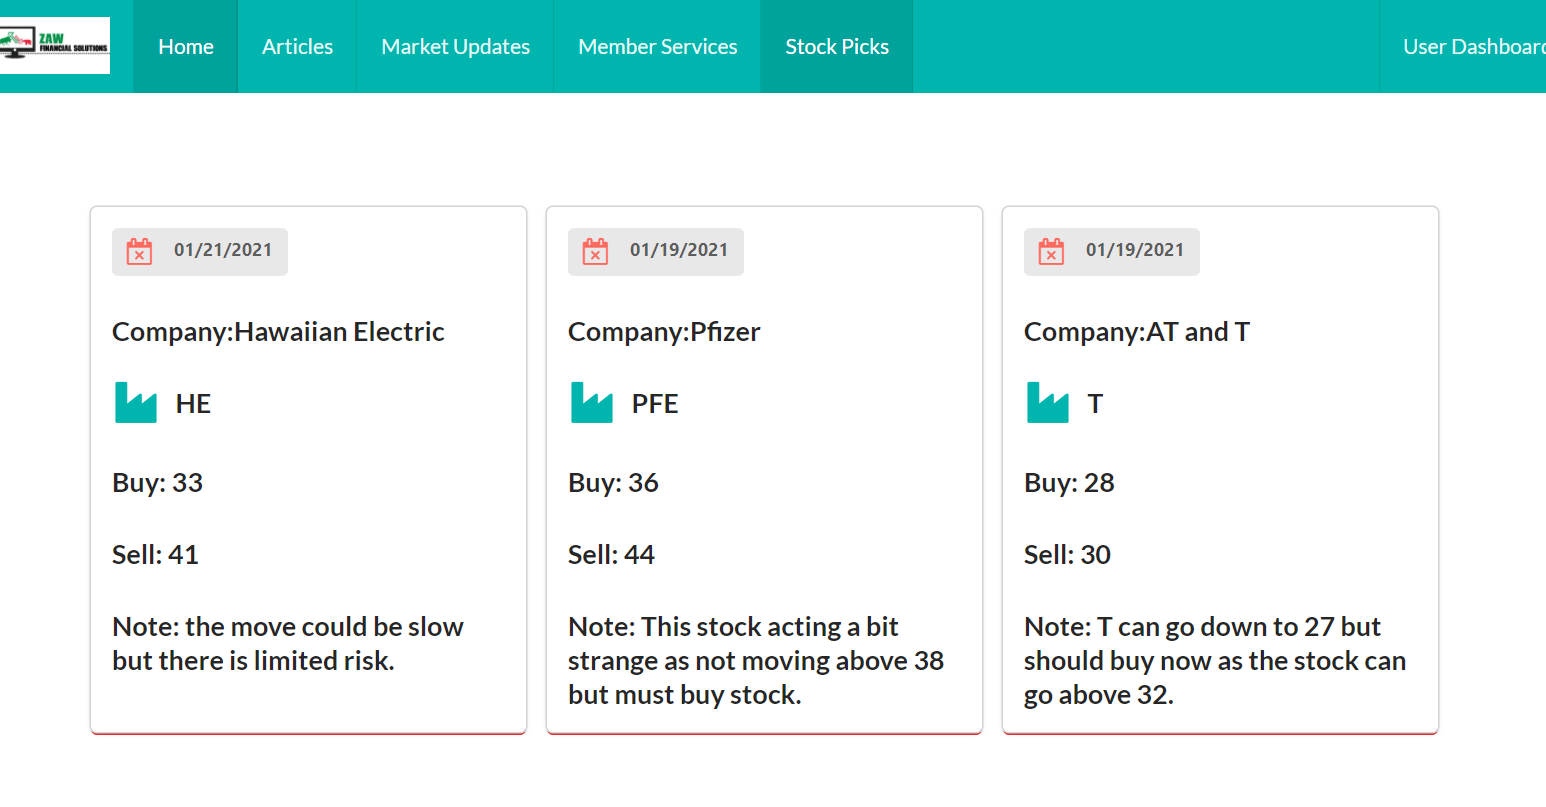 ZAW
FINANCIAL SOLUTIONS
Home
Articles
Market Updates
Member Services
Stock Picks
User Dashboard
01/21/2021
Company:Hawaiian Electric
HE
Buy: 33
Sell: 41
Note: the move could be slow
but there is limited risk.
01/19/2021
Company:Pfizer
PFE
Buy: 36
Sell: 44
Note: This stock acting a bit
strange as not moving above 38
but must buy stock.
01/19/2021
Company:AT and T
T
Buy: 28
Sell: 30
Note: T can go down to 27 but
should buy now as the stock can
go above 32.